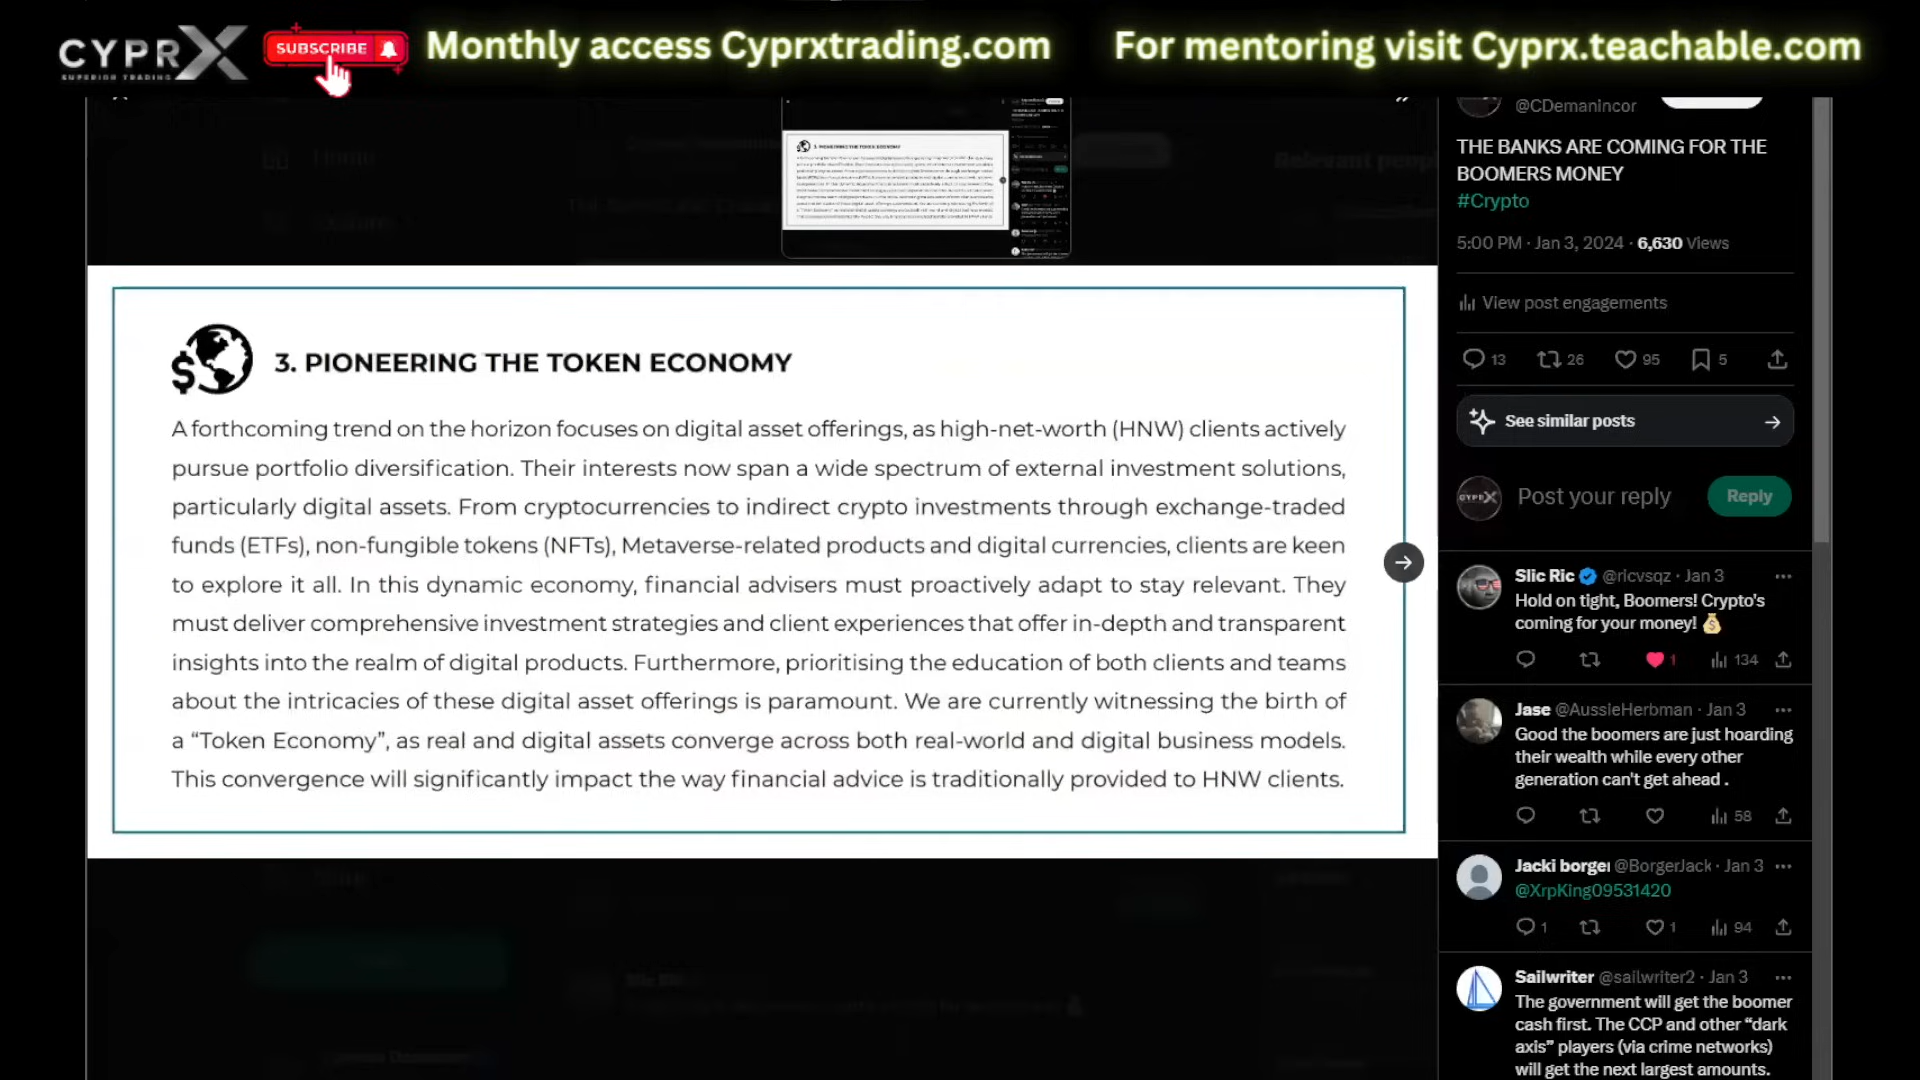 CYPRX
SUPERIOR TRADING
SUBSCRIBE
Monthly access Cyprxtrading.com
For mentoring visit Cyprx.teachable.com
3. PIONEERING THE TOKEN ECONOMY
A forthcoming trend on the horizon focuses on digital asset offerings, as high-net-worth (HNW) clients actively
pursue portfolio diversification. Their interests now span a wide spectrum of external investment solutions,
particularly digital assets. From cryptocurrencies to indirect crypto investments through exchange-traded
funds (ETFs), non-fungible tokens (NFTs), Metaverse-related products and digital currencies, clients are keen
to explore it all. In this dynamic economy, financial advisers must proactively adapt to stay relevant. They
must deliver comprehensive investment strategies and client experiences that offer in-depth and transparent
insights into the realm of digital products. Furthermore, prioritising the education of both clients and teams
about the intricacies of these digital asset offerings is paramount. We are currently witnessing the birth of
a “Token Economy”, as real and digital assets converge across both real-world and digital business models.
This convergence will significantly impact the way financial advice is traditionally provided to HNW clients.
@CDemanIncor
THE BANKS ARE COMING FOR THE
BOOMERS MONEY
#Crypto
5:00 PM · Jan 3, 2024 · 6,630 Views
View post engagements
13 26 95 5
See similar posts
CYPRX
Post your reply
Reply
Slic Ric @ricvsqz · Jan 3
Hold on tight, Boomers! Crypto's
coming for your money!
1 134
Jase @AussieHerbman · Jan 3
Good the boomers are just hoarding
their wealth while every other
generation can't get ahead .
58
Jacki borger @BorgerJack · Jan 3
@XrpKing09531420
1 1 94
Sailwriter @sailwriter2 · Jan 3
The government will get the boomer
cash first. The CCP and other “dark
axis” players (via crime networks)
will get the next largest amounts.